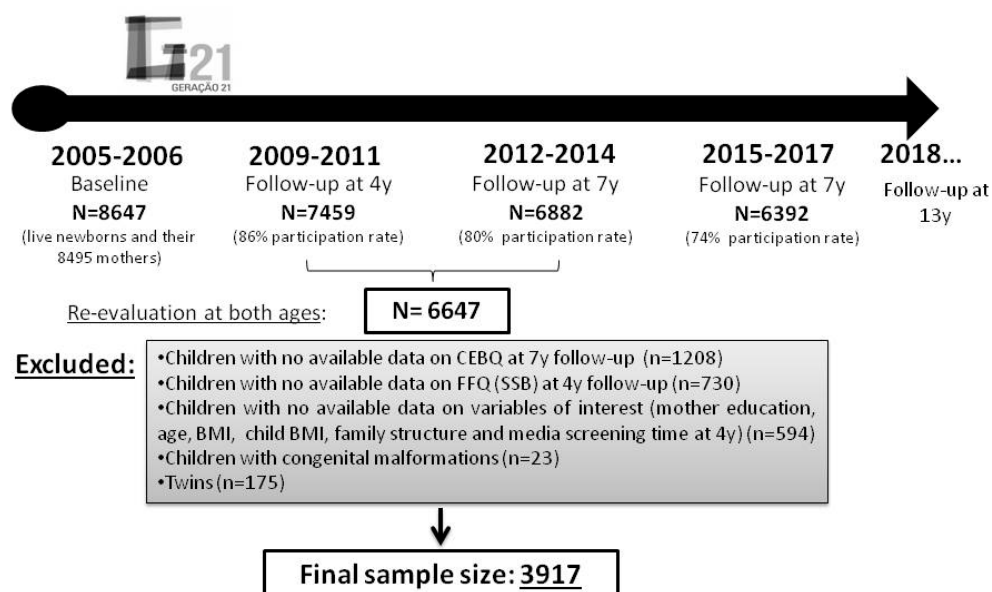 G21
GERAÇÃO 21
2005-2006
Baseline
N=8647
(live newborns and their
8495 mothers)
2009-2011
Follow-up at 4y
N=7459
(86% participation rate)
2012-2014
Follow-up at 7y
N=6882
(80% participation rate)
2015-2017
Follow-up at 7y
N=6392
(74% participation rate)
2018...
Follow-up at
13y
Re-evaluation at both ages:
N= 6647
Excluded:
•Children with no available data on CEBQ at 7y follow-up (n=1208)
•Children with no available data on FFQ (SSB) at 4y follow-up (n=730)
•Children with no available data on variables of interest (mother education,
age, BMI, child BMI, family structure and media screening time at 4y) (n=594)
•Children with congenital malformations (n=23)
•Twins (n=175)
Final sample size: 3917